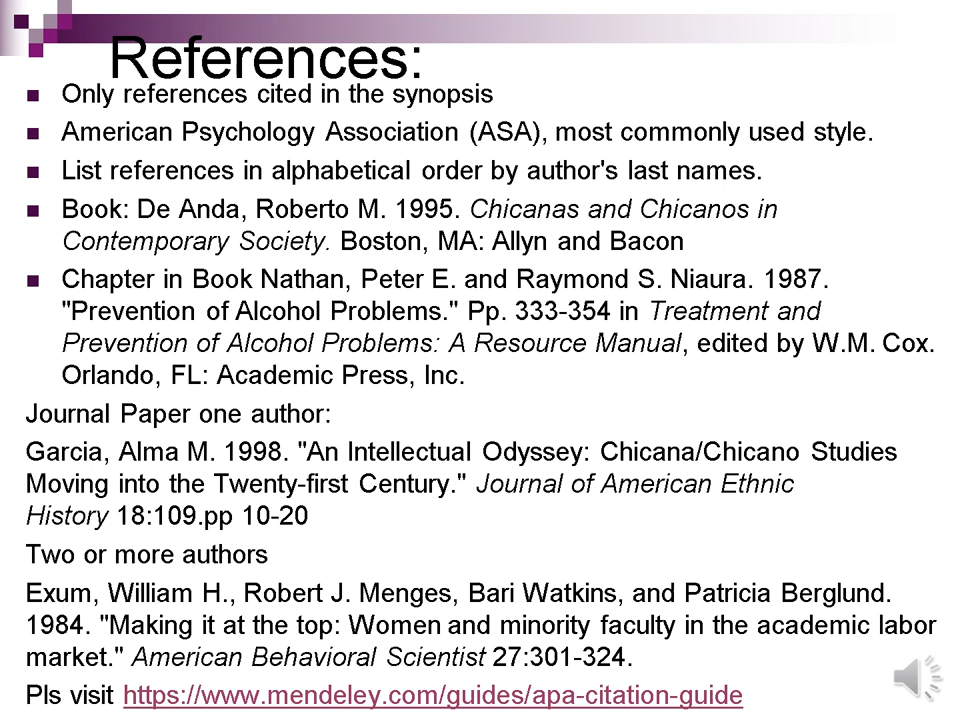 References:
Only references cited in the synopsis
American Psychology Association (ASA), most commonly used style.
List references in alphabetical order by author's last names.
Book: De Anda, Roberto M. 1995. Chicanas and Chicanos in
Contemporary Society. Boston, MA: Allyn and Bacon
Chapter in Book Nathan, Peter E. and Raymond S. Niaura. 1987.
"Prevention of Alcohol Problems." Pp. 333-354 in Treatment and
Prevention of Alcohol Problems: A Resource Manual, edited by W.M. Cox.
Orlando, FL: Academic Press, Inc.
Journal Paper one author:
Garcia, Alma M. 1998. "An Intellectual Odyssey: Chicana/Chicano Studies
Moving into the Twenty-first Century." Journal of American Ethnic
History 18:109.pp 10-20
Two or more authors
Exum, William H., Robert J. Menges, Bari Watkins, and Patricia Berglund.
1984. "Making it at the top: Women and minority faculty in the academic labor
market." American Behavioral Scientist 27:301-324.
Pls visit https://www.mendeley.com/guides/apa-citation-guide